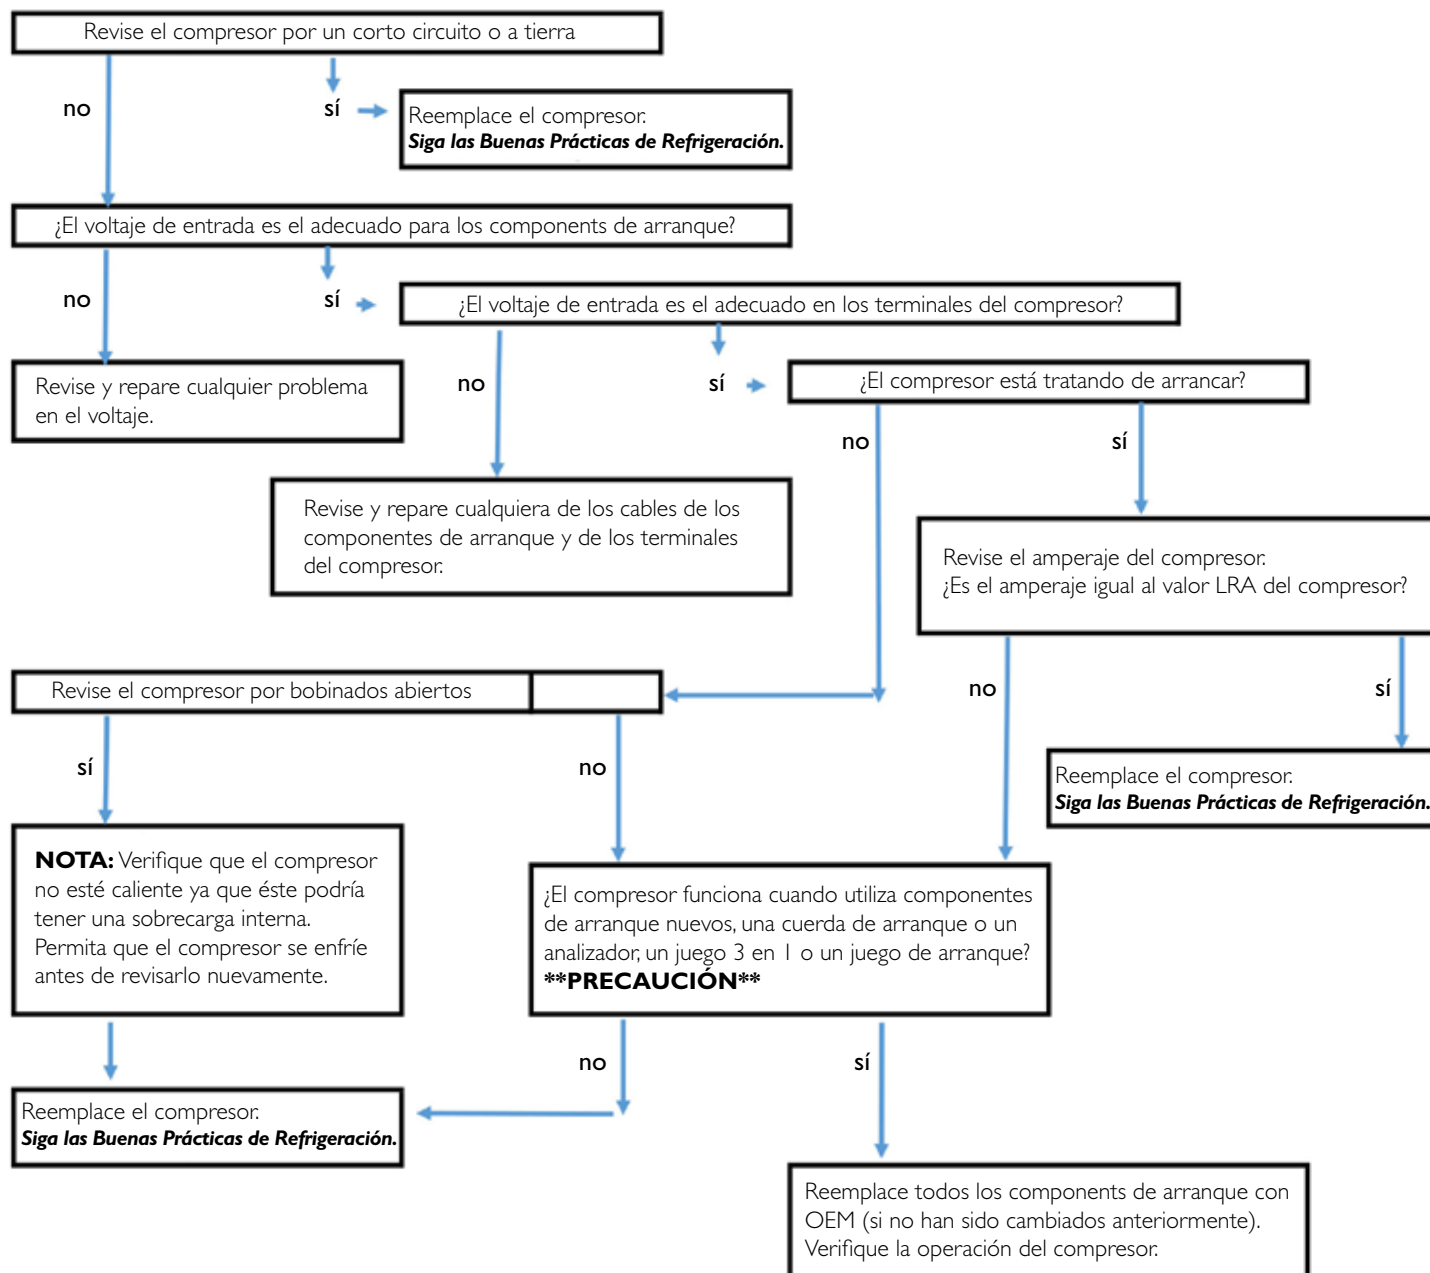 Revise el compresor por un corto circuito o a tierra
no
sí
Reemplace el compresor.
Siga las Buenas Prácticas de Refrigeración.
¿El voltaje de entrada es el adecuado para los components de arranque?
no
sí
¿El voltaje de entrada es el adecuado en los terminales del compresor?
Revise y repare cualquier problema
en el voltaje.
no
sí
¿El compresor está tratando de arrancar?
no
sí
Revise y repare cualquiera de los cables de los
componentes de arranque y de los terminales
del compresor.
Revise el amperaje del compresor.
¿Es el amperaje igual al valor LRA del compresor?
Revise el compresor por bobinados abiertos
no
sí
sí
no
Reemplace el compresor.
Siga las Buenas Prácticas de Refrigeración.
NOTA: Verifique que el compresor
no esté caliente ya que éste podría
tener una sobrecarga interna.
Permita que el compresor se enfríe
antes de revisarlo nuevamente.
¿El compresor funciona cuando utiliza componentes
de arranque nuevos, una cuerda de arranque o un
analizador, un juego 3 en 1 o un juego de arranque?
**PRECAUCIÓN**
no
sí
Reemplace el compresor.
Siga las Buenas Prácticas de Refrigeración.
Reemplace todos los components de arranque con
OEM (si no han sido cambiados anteriormente).
Verifique la operación del compresor.